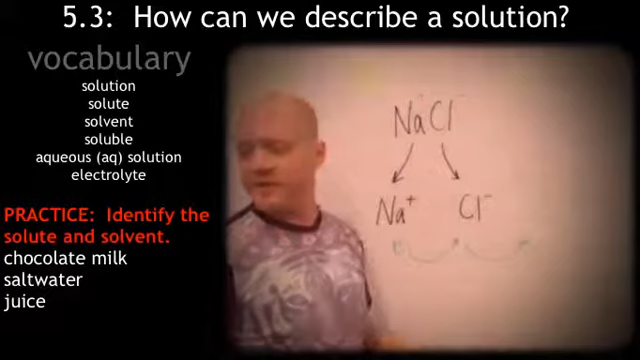 5.3:  How can we describe a solution?
vocabulary
solution
solute
solvent
soluble
aqueous (aq) solution
electrolyte
PRACTICE:  Identify the
solute and solvent.
chocolate milk
saltwater
juice
NaCl
Na⁺ Cl⁻